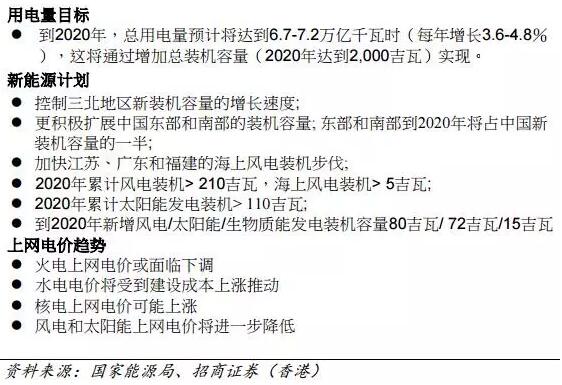 用电量目标
● 到2020年，总用电量预计将达到6.7-7.2万亿千瓦时（每年增长3.6-4.8%
），这将通过增加总装机容量（2020年达到2,000吉瓦）实现。
新能源计划
● 控制三北地区新装机容量的增长速度;
● 更积极扩展中国东部和南部的装机容量; 东部和南部到2020年将占中国新
装机容量的一半;
● 加快江苏、广东和福建的海上风电装机步伐;
● 2020年累计风电装机> 210吉瓦，海上风电装机> 5吉瓦;
● 2020年累计太阳能发电装机> 110吉瓦;
● 到2020年新增风电/太阳能/生物质能发电装机容量80吉瓦/ 72吉瓦/15吉瓦
上网电价趋势
● 火电上网电价或面临下调
● 水电电价将受到建设成本上涨推动
● 核电上网电价可能上涨
● 风电和太阳能上网电价将进一步降低
资料来源：国家能源局、招商证券（香港）